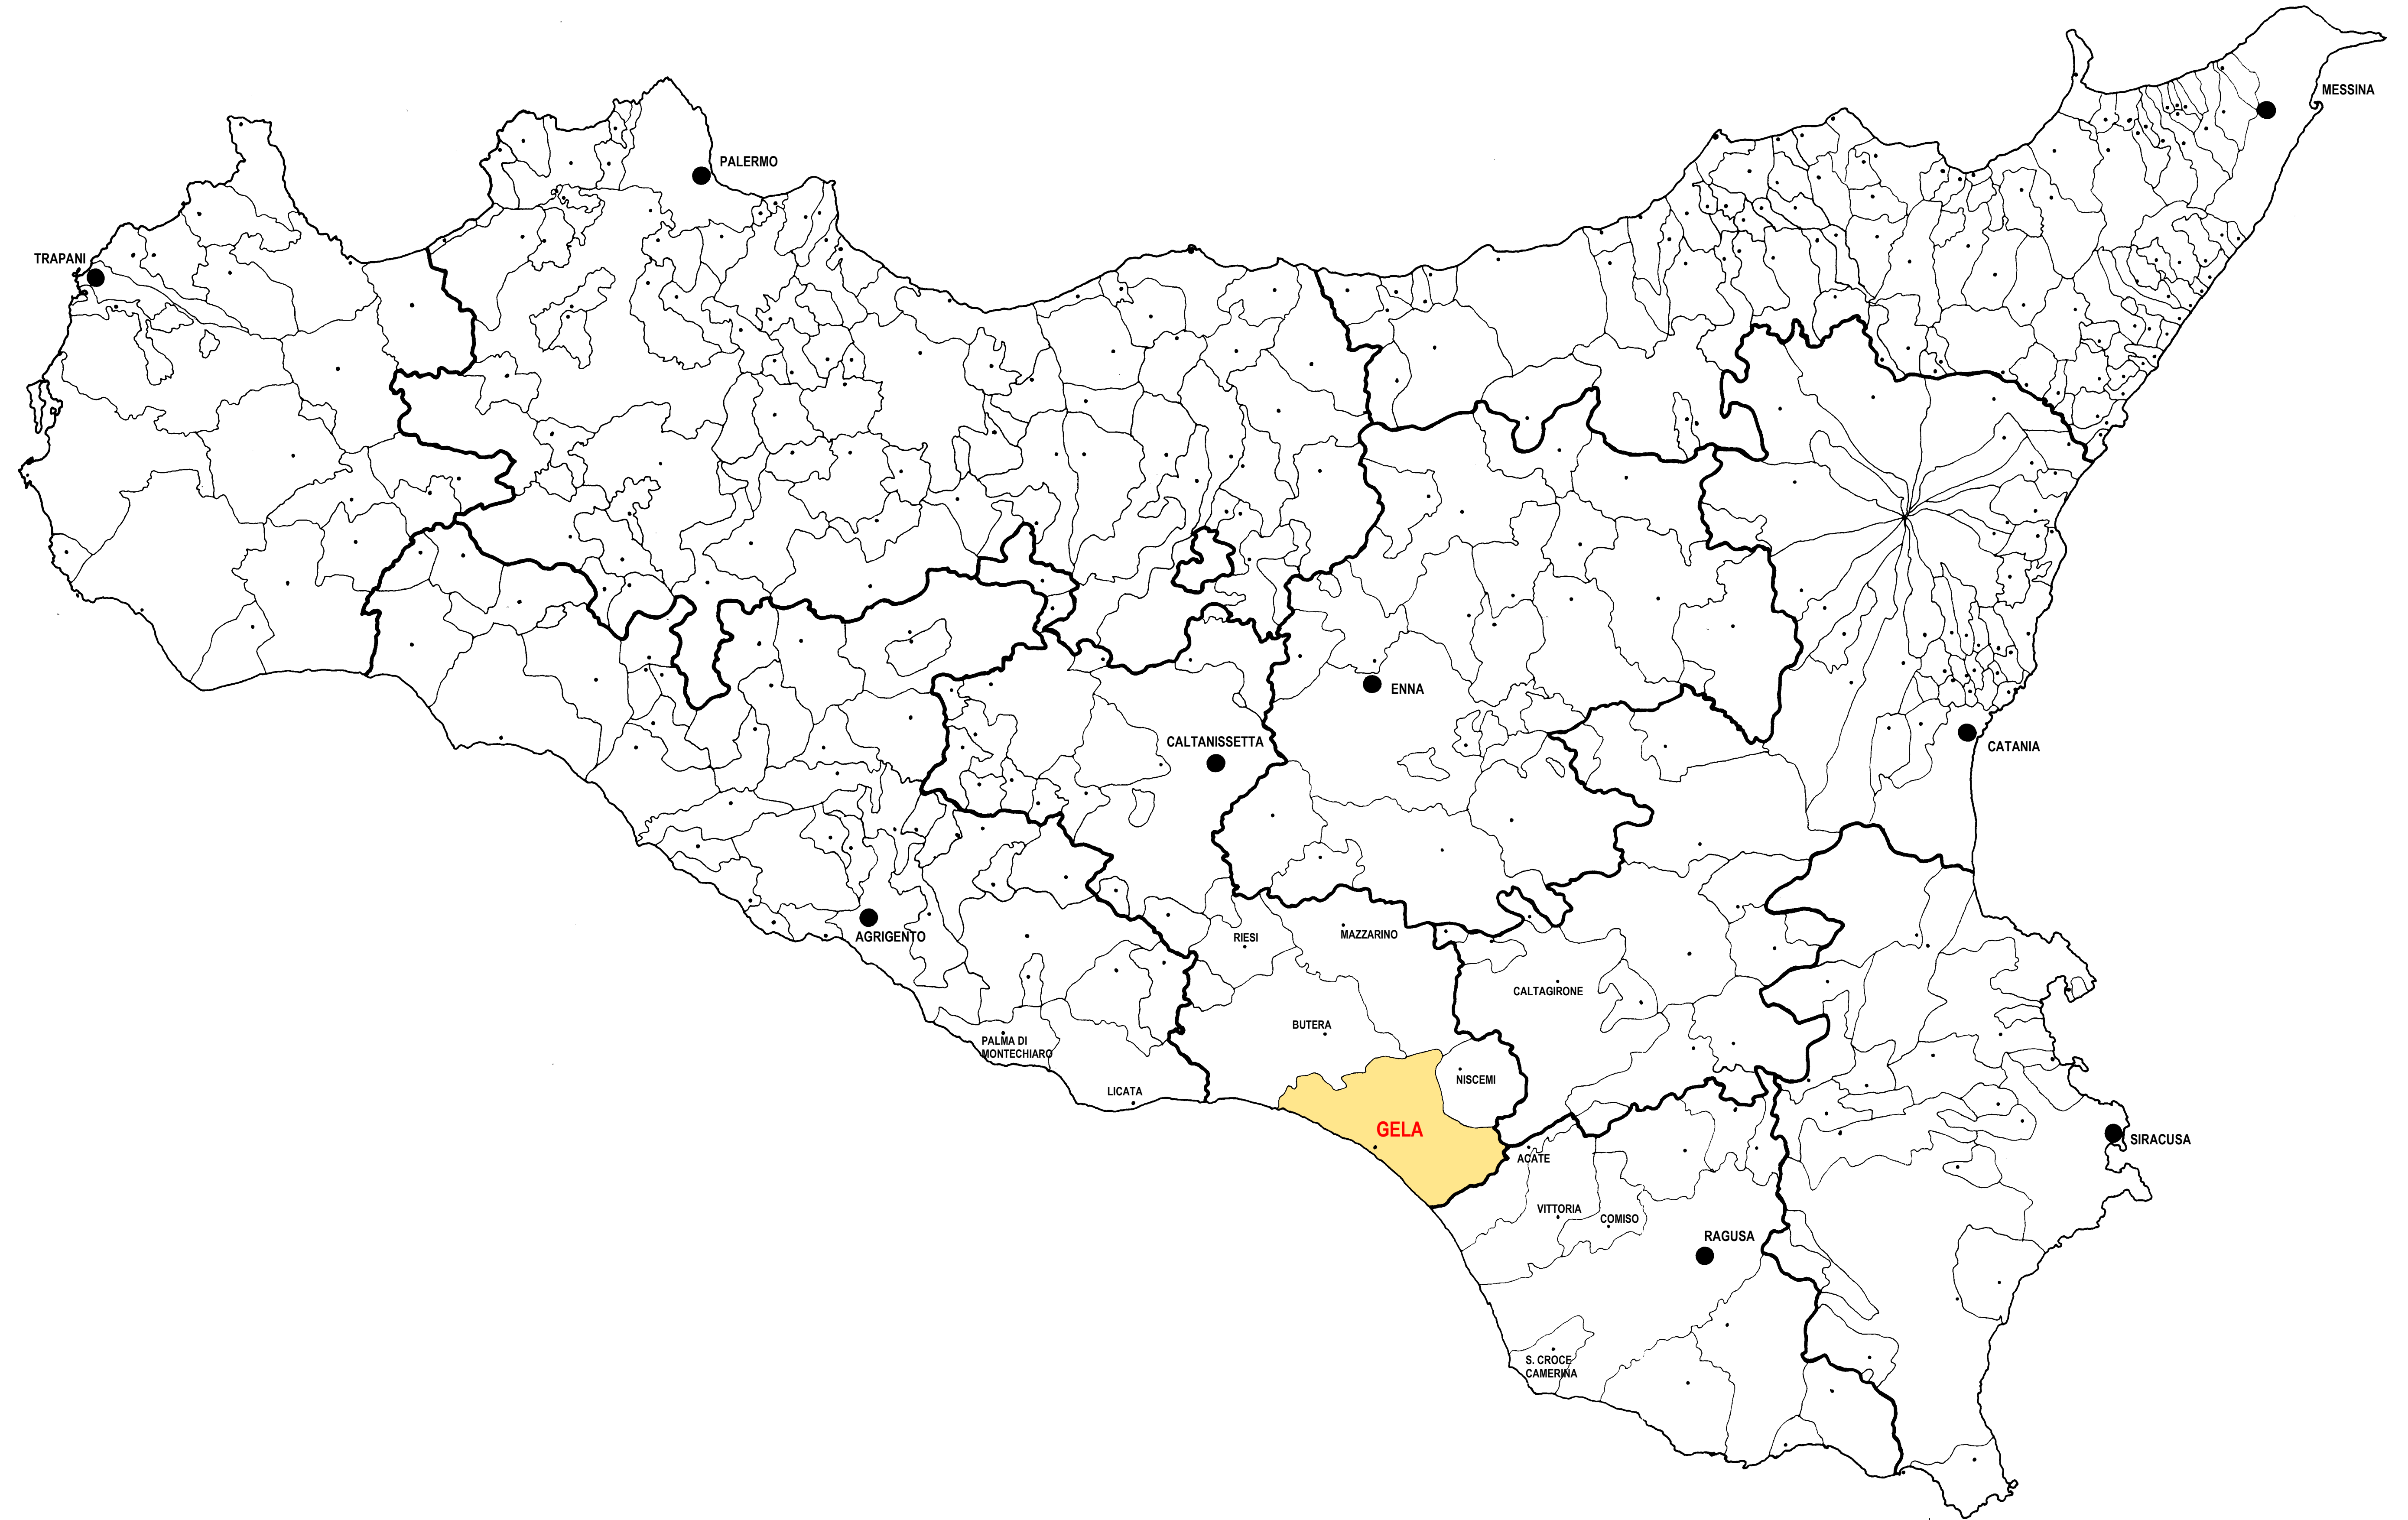 MESSINA
PALERMO
TRAPANI
ENNA
CALTANISSETTA
CATANIA
AGRIGENTO
RIESI
MAZZARINO
CALTAGIRONE
BUTERA
PALMA DI
MONTECHIARO
NISCEMI
LICATA
GELA
SIRACUSA
ACATE
VITTORIA
COMISO
RAGUSA
S. CROCE
CAMERINA